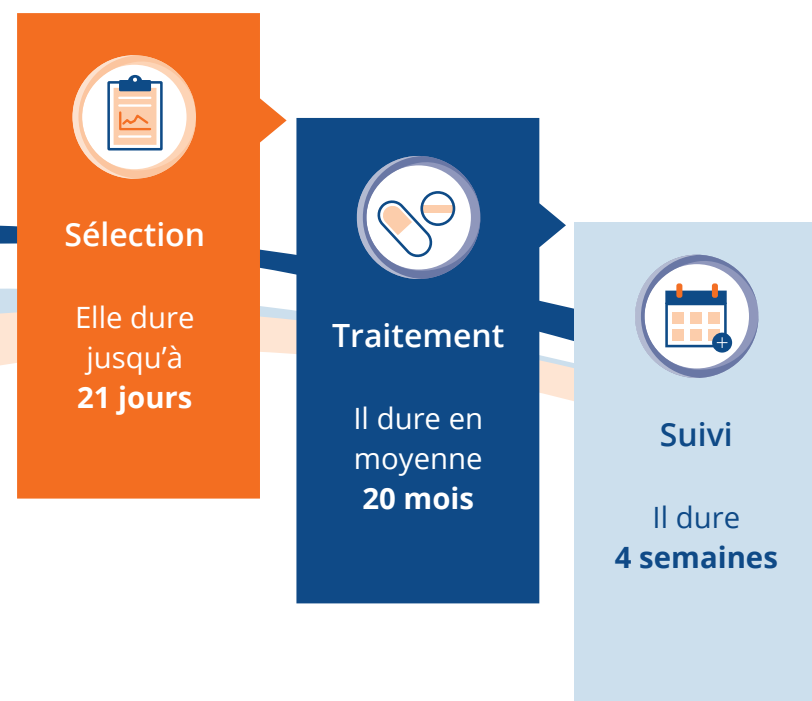 Sélection
Elle dure
jusqu’à
21 jours
Traitement
Il dure en
moyenne
20 mois
Suivi
Il dure
4 semaines